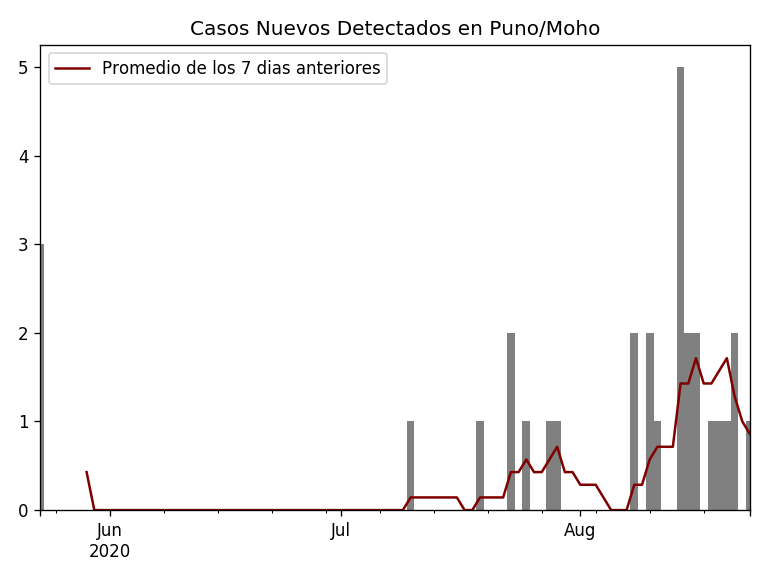 Casos Nuevos Detectados en Puno/Moho
Promedio de los 7 dias anteriores
5
4
3
2
1
0
Jun
2020
Jul
Aug